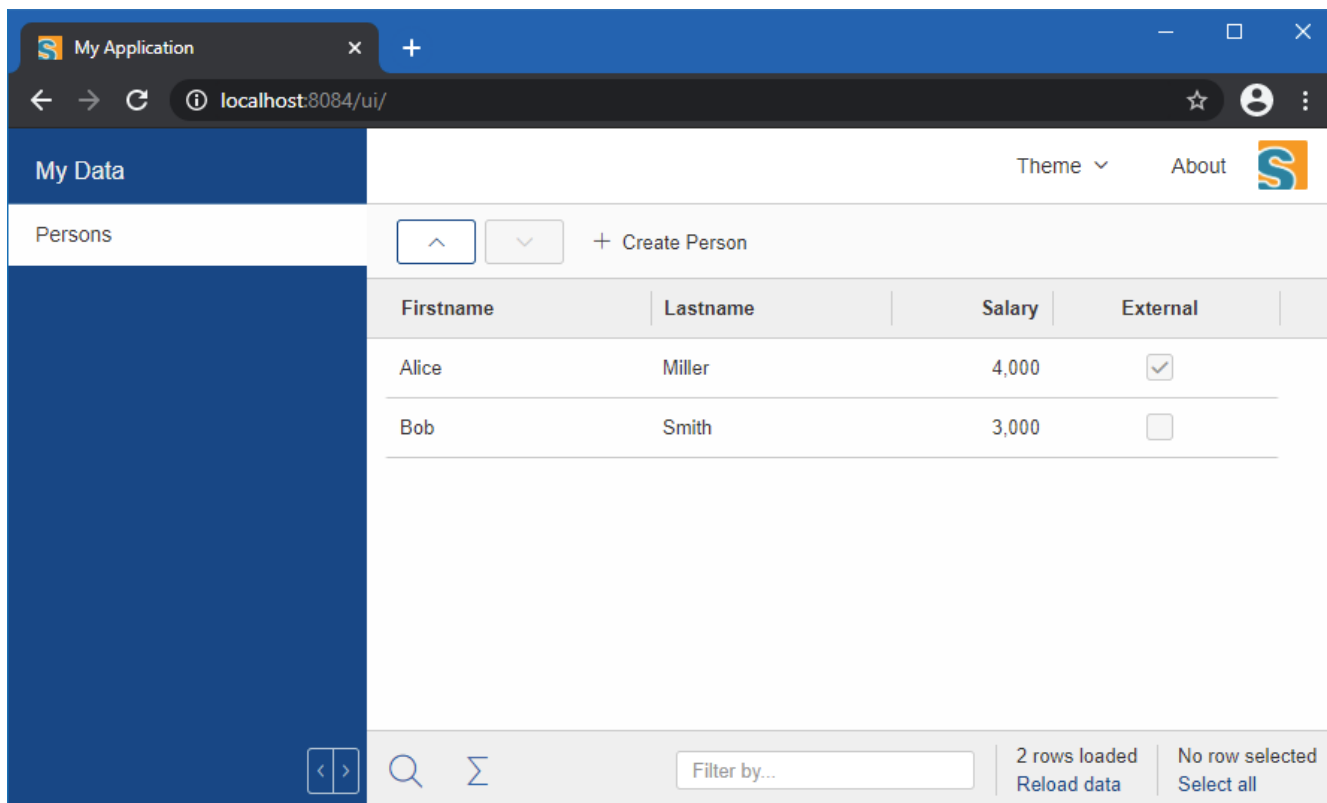 My Application
localhost:8084/ui/
My Data
Theme
About
Persons
Create Person
Firstname Lastname Salary External
Alice Miller 4,000
Bob Smith 3,000
Filter by...
2 rows loaded
Reload data
No row selected
Select all